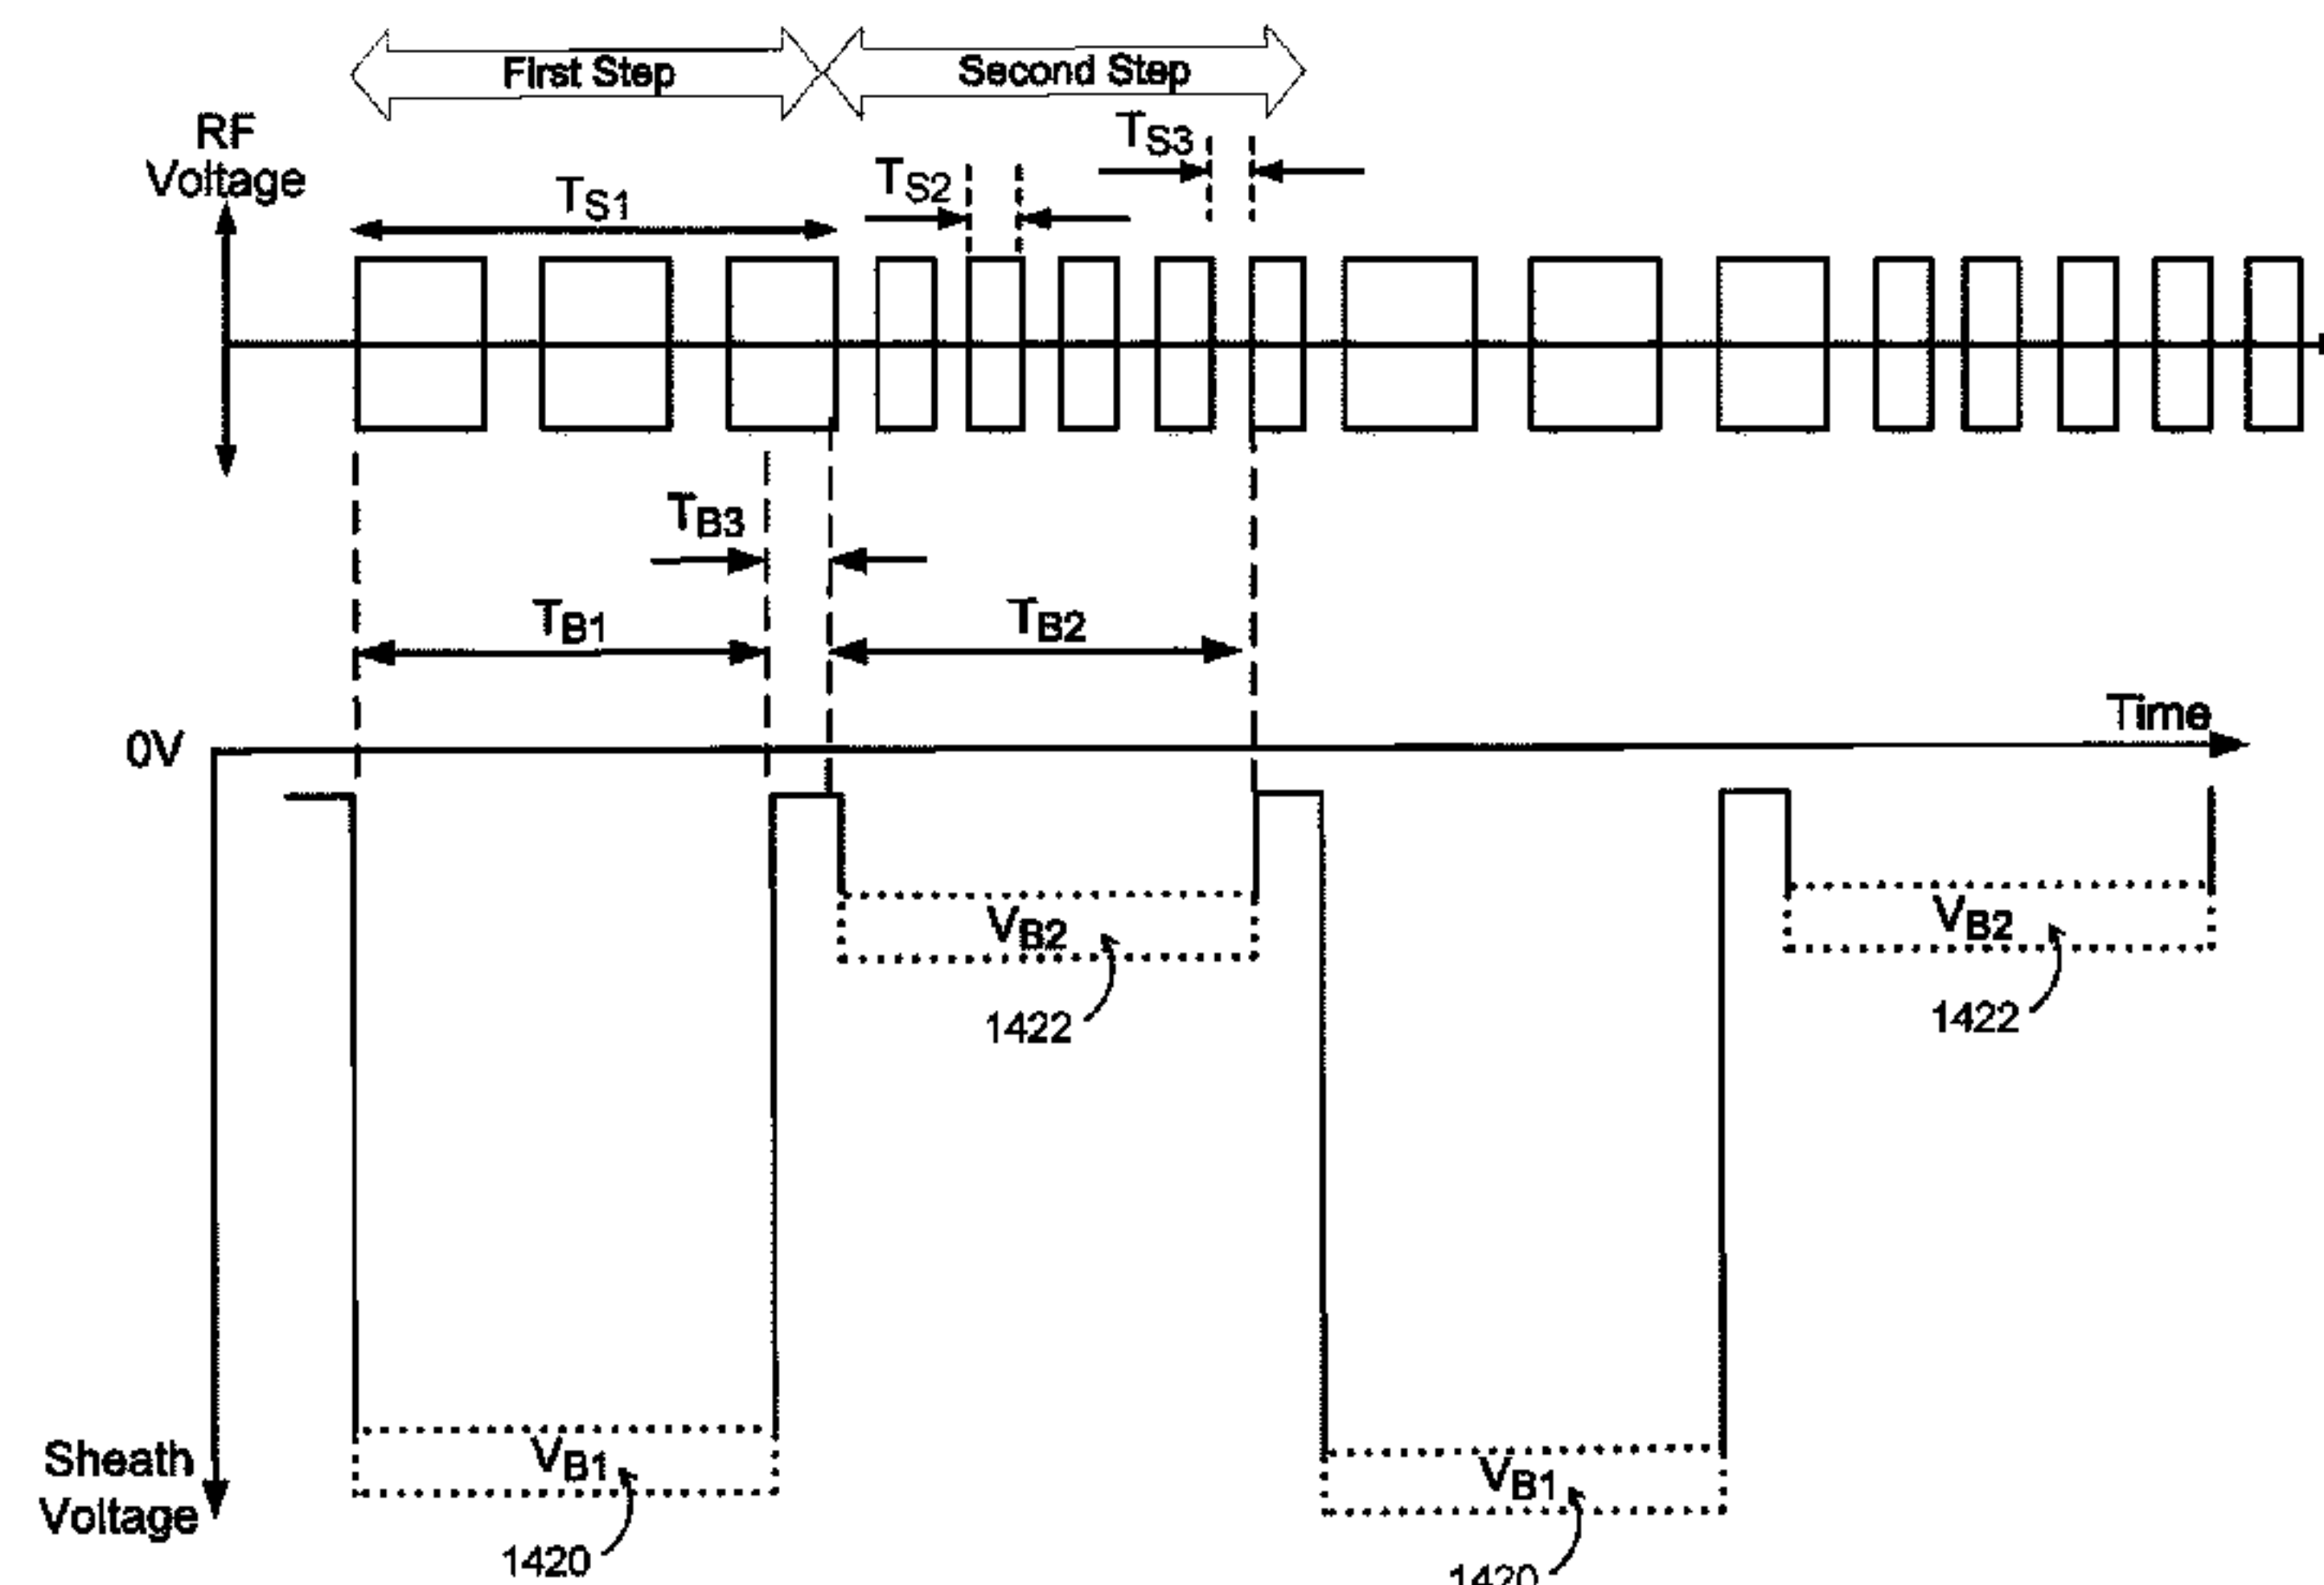 First Step
Second Step
RF
Voltage
TS1
TS2
TS3
TB3
TB1
TB2
0V
Time
VB2
1422
VB2
1422
Sheath
Voltage
VB1
1420
VB1
1420